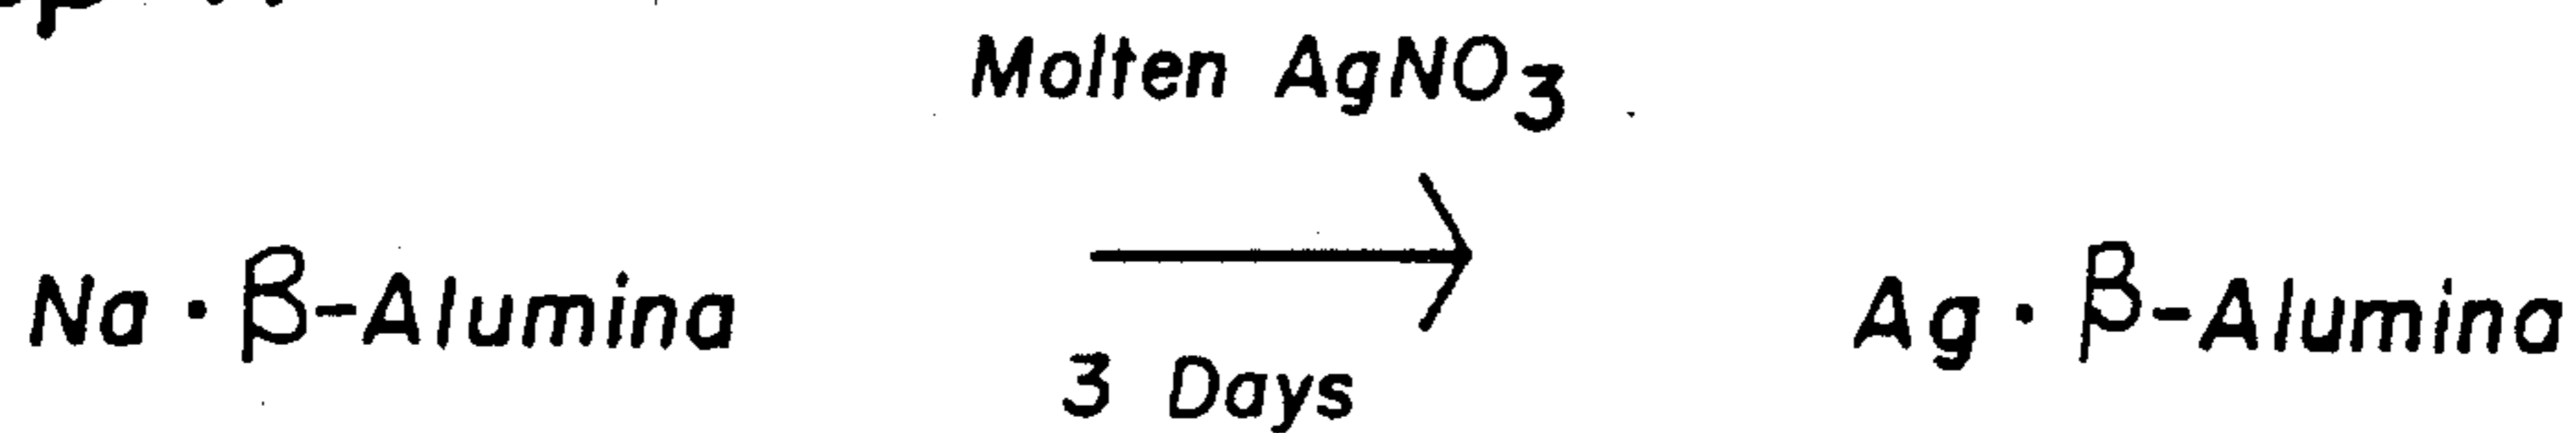 Molten AgNO3
Na · β-Alumina
Ag · β-Alumina
3 Days